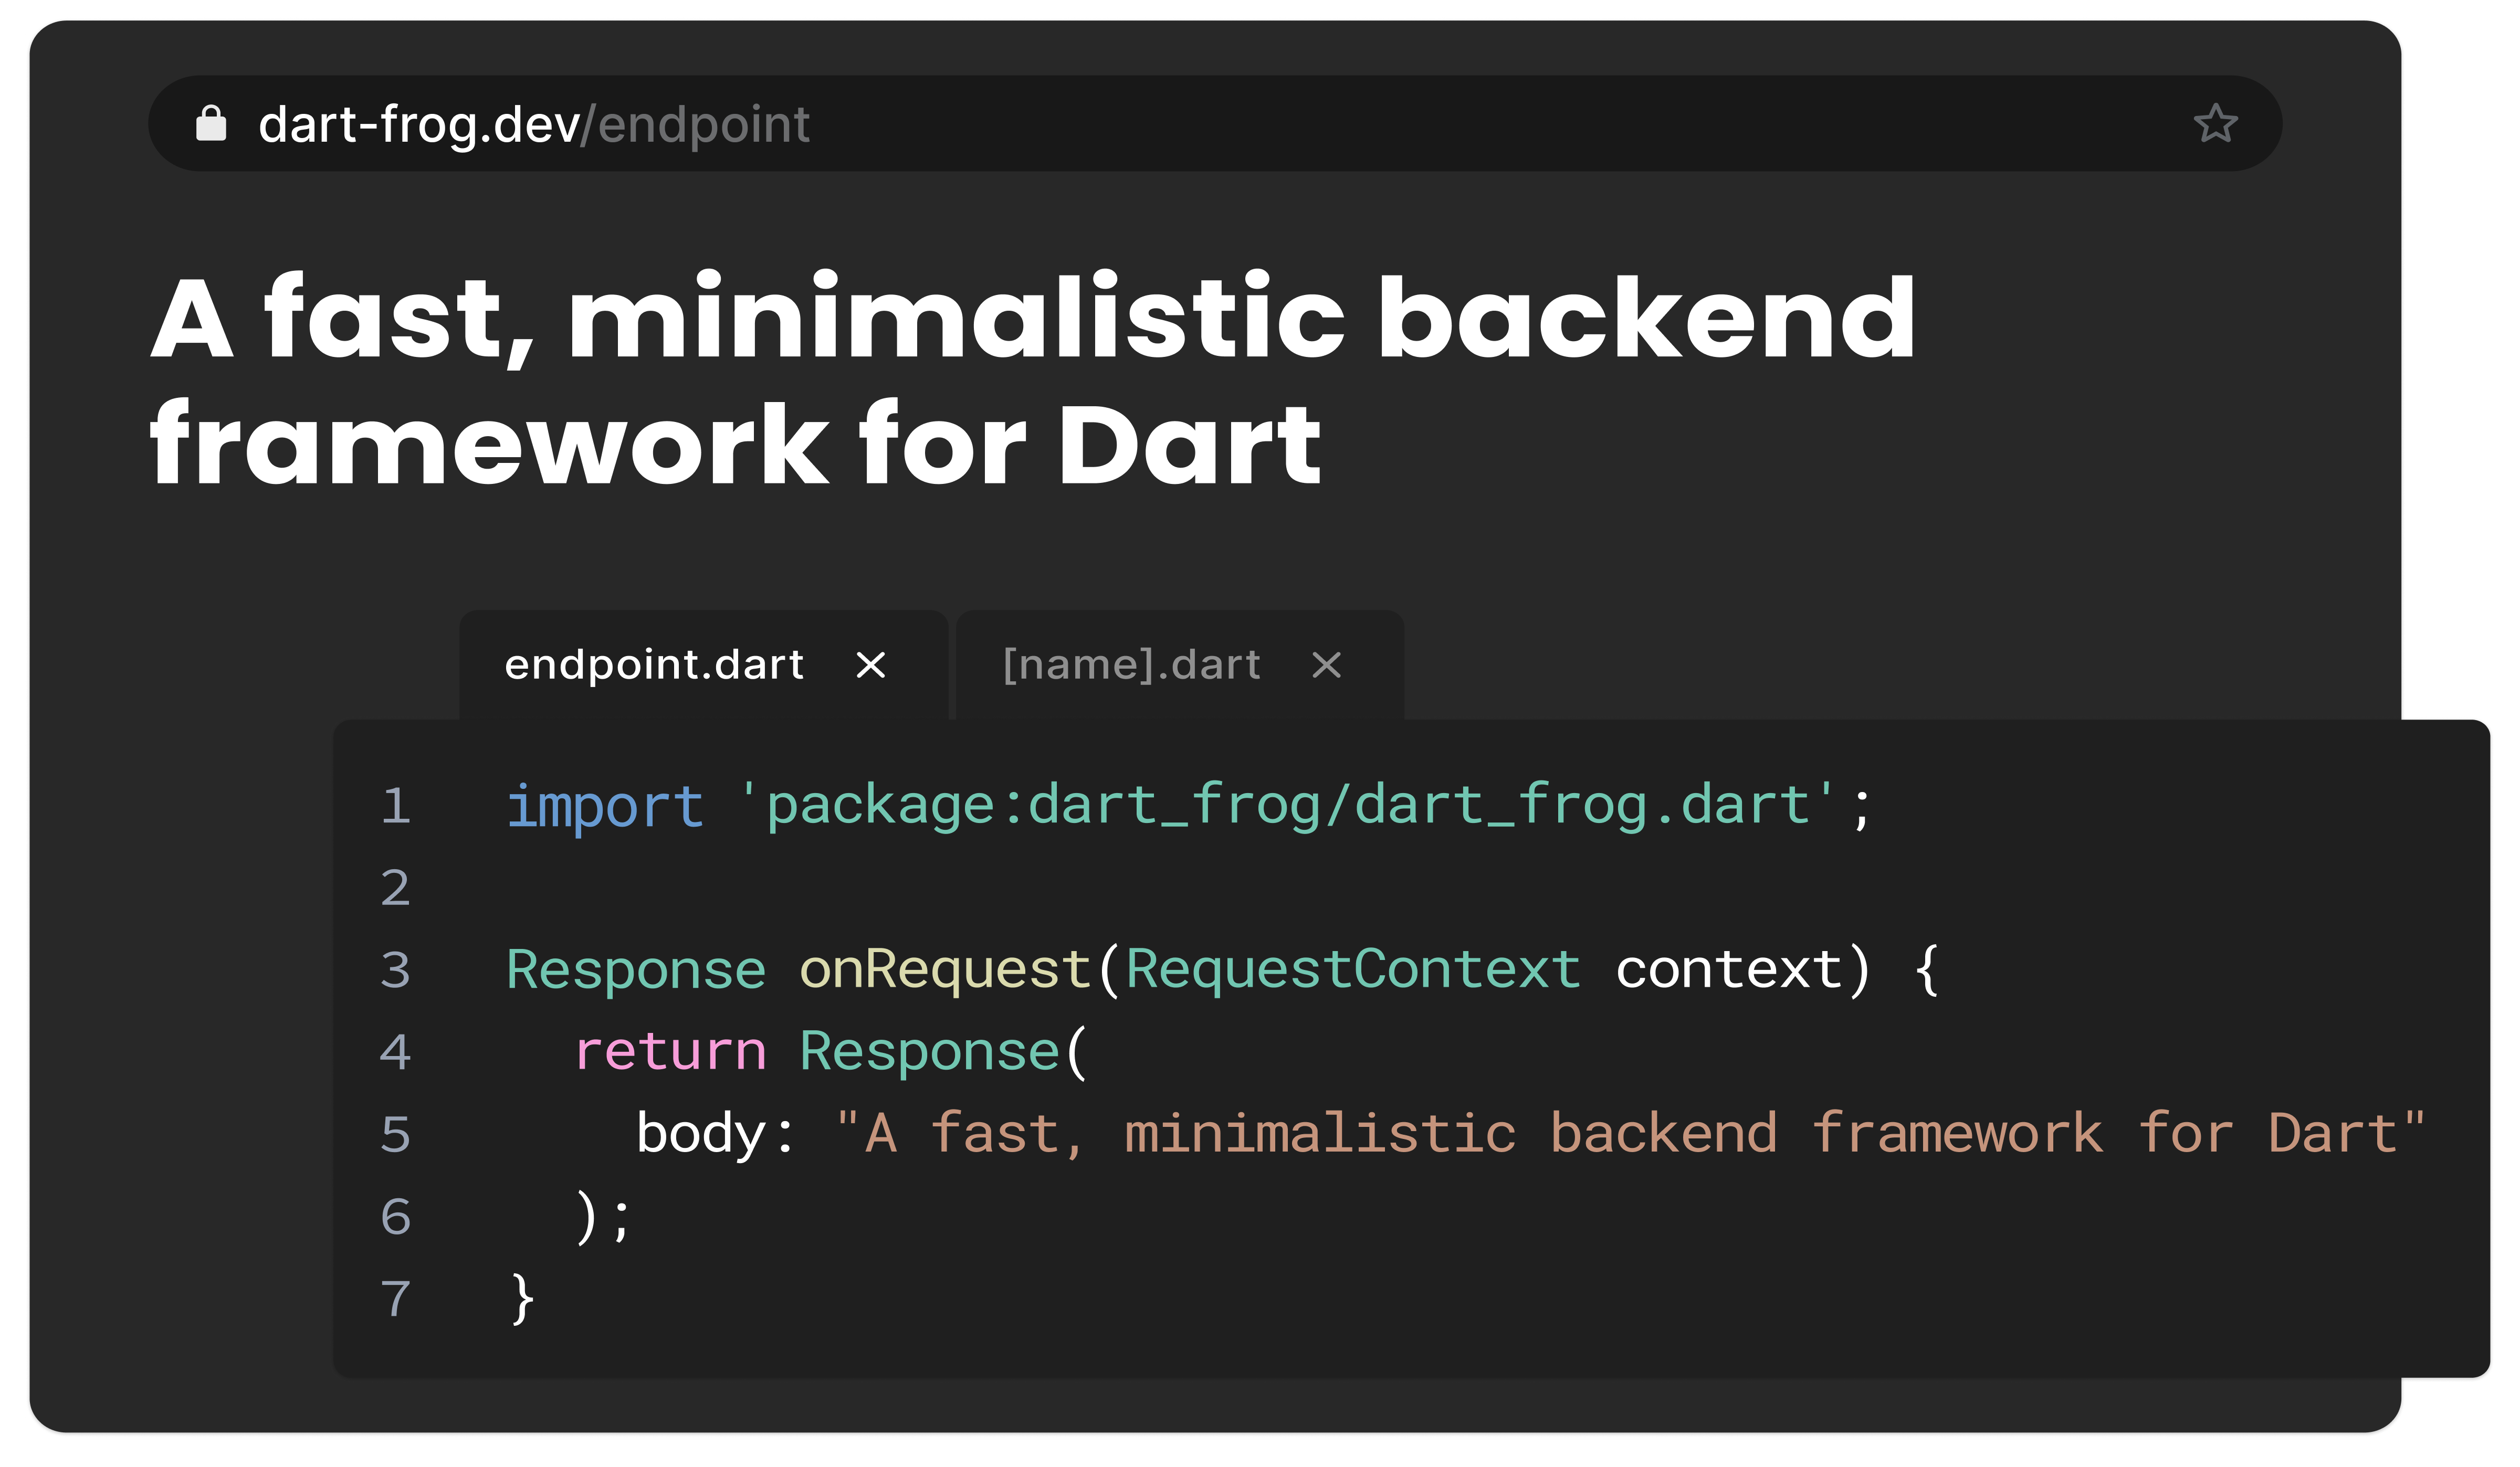 dart-frog.dev/endpoint
A fast, minimalistic backend
framework for Dart
endpoint.dart [name].dart
1 import 'package:dart_frog/dart_frog.dart';
2
3 Response onRequest(RequestContext context) {
4   return Response(
5     body: "A fast, minimalistic backend framework for Dart"
6   );
7 }